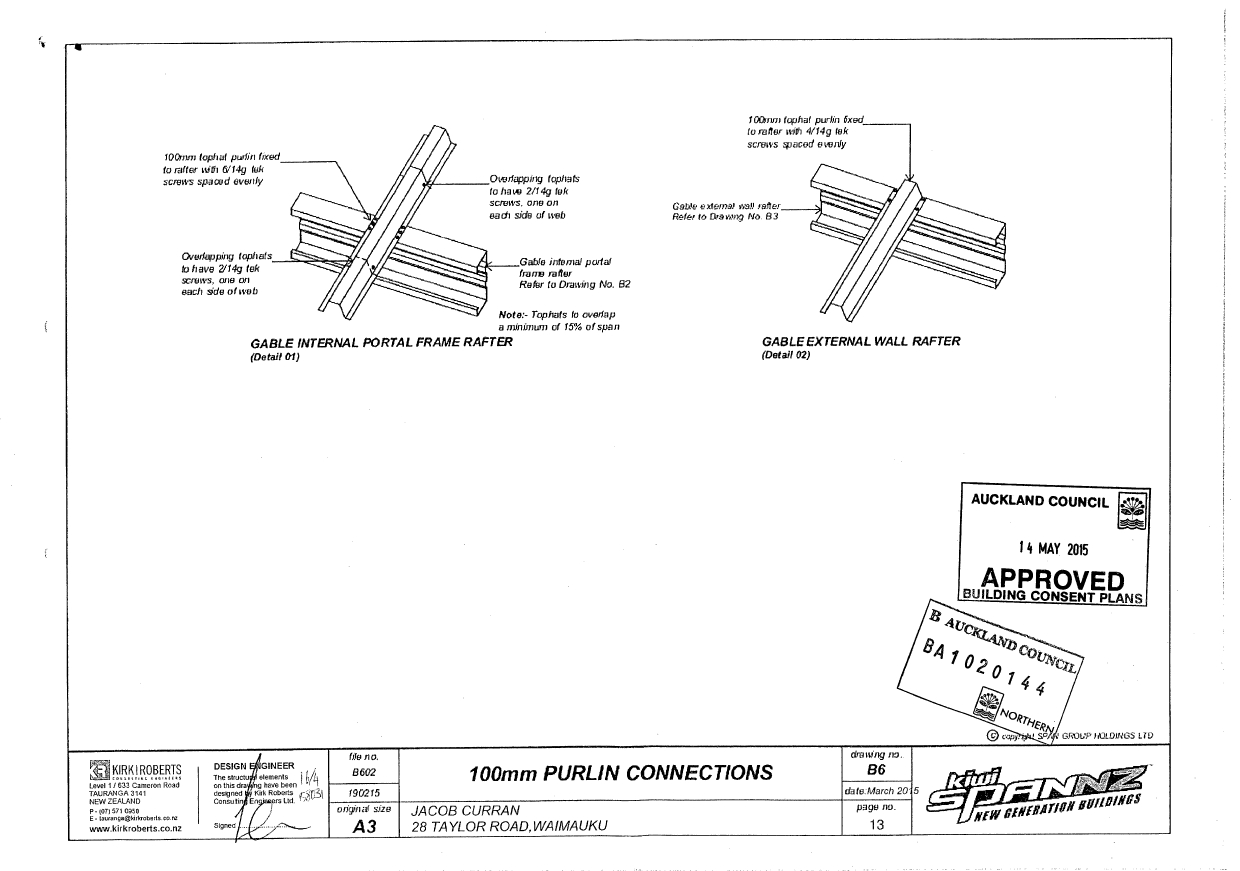 100mm tophat purlin fixed
to rafter with 6/14g tek
screws spaced evenly
Overlapping tophats
to have 2/14g tek
screws, one on
each side of web
Overlapping tophats
to have 2/14g tek
screws, one on
each side of web
Gable internal portal
frame rafter
Refer to Drawing No. B2
Note:- Tophats to overlap
a minimum of 15% of span
GABLE INTERNAL PORTAL FRAME RAFTER
(Detail 01)
100mm tophat purlin fixed
to rafter with 4/14g tek
screws spaced evenly
Gable external wall rafter
Refer to Drawing No. B3
GABLE EXTERNAL WALL RAFTER
(Detail 02)
AUCKLAND COUNCIL
14 MAY 2015
APPROVED
BUILDING CONSENT PLANS
B AUCKLAND COUNCIL
BA1020144
NORTHERN
© copyright SPAN GROUP HOLDINGS LTD
KIRK ROBERTS
CONSULTING ENGINEERS
Level 1 / 633 Cameron Road
TAURANGA 3141
NEW ZEALAND
P - (07) 571 0958
E - tauranga@kirkroberts.co.nz
www.kirkroberts.co.nz
DESIGN ENGINEER
The structural elements
on this drawing have been
designed by Kirk Roberts
Consulting Engineers Ltd.
Signed
16/4
file no.
B602
190215
original size
A3
100mm PURLIN CONNECTIONS
JACOB CURRAN
28 TAYLOR ROAD,WAIMAUKU
drawing no..
B6
date:March 2015
page no.
13
kiwi
SPANNZ
NEW GENERATION BUILDINGS